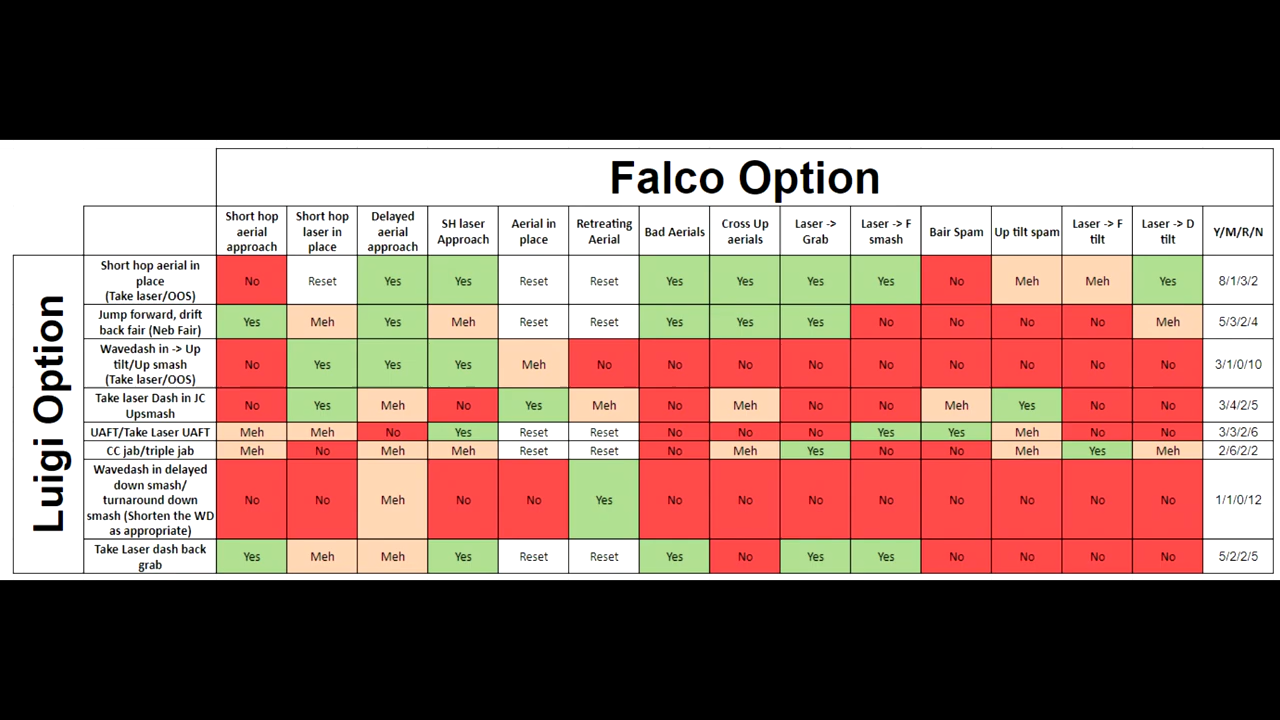 Falco Option
Short hop aerial approach
Short hop laser in place
Delayed aerial approach
SH laser Approach
Aerial in place
Retreating Aerial
Bad Aerials
Cross Up aerials
Laser -> Grab
Laser -> F smash
Bair Spam
Up tilt spam
Laser -> F tilt
Laser -> D tilt
Y/M/R/N
Luigi Option
Short hop aerial in place (Take laser/OOS)
No Reset Yes Yes Reset Reset Yes Yes Yes Yes No Meh Meh Yes 8/1/3/2
Jump forward, drift back fair (Neb Fair)
Yes Meh Yes Meh Reset Reset Yes Yes Yes No No No No Meh 5/3/2/4
Wavedash in -> Up tilt/Up smash (Take laser/OOS)
No Yes Yes Yes Meh No No No No No No No No No 3/1/0/10
Take laser Dash in JC Upsmash
No Yes Meh No Yes Meh No Meh No No Meh Yes No No 3/4/2/5
UAFT/Take Laser UAFT
Meh Meh No Yes Reset Reset No No No Yes Yes Meh No No 3/3/2/6
CC jab/triple jab
Meh No Meh Meh Reset Reset No Meh Yes No No Meh Yes Meh 2/6/2/2
Wavedash in delayed down smash/ turnaround down smash (Shorten the WD as appropriate)
No No Meh No No Yes No No No No No No No No 1/1/0/12
Take Laser dash back grab
Yes Meh Meh Yes Reset Reset Yes No Yes Yes No No No No 5/2/2/5